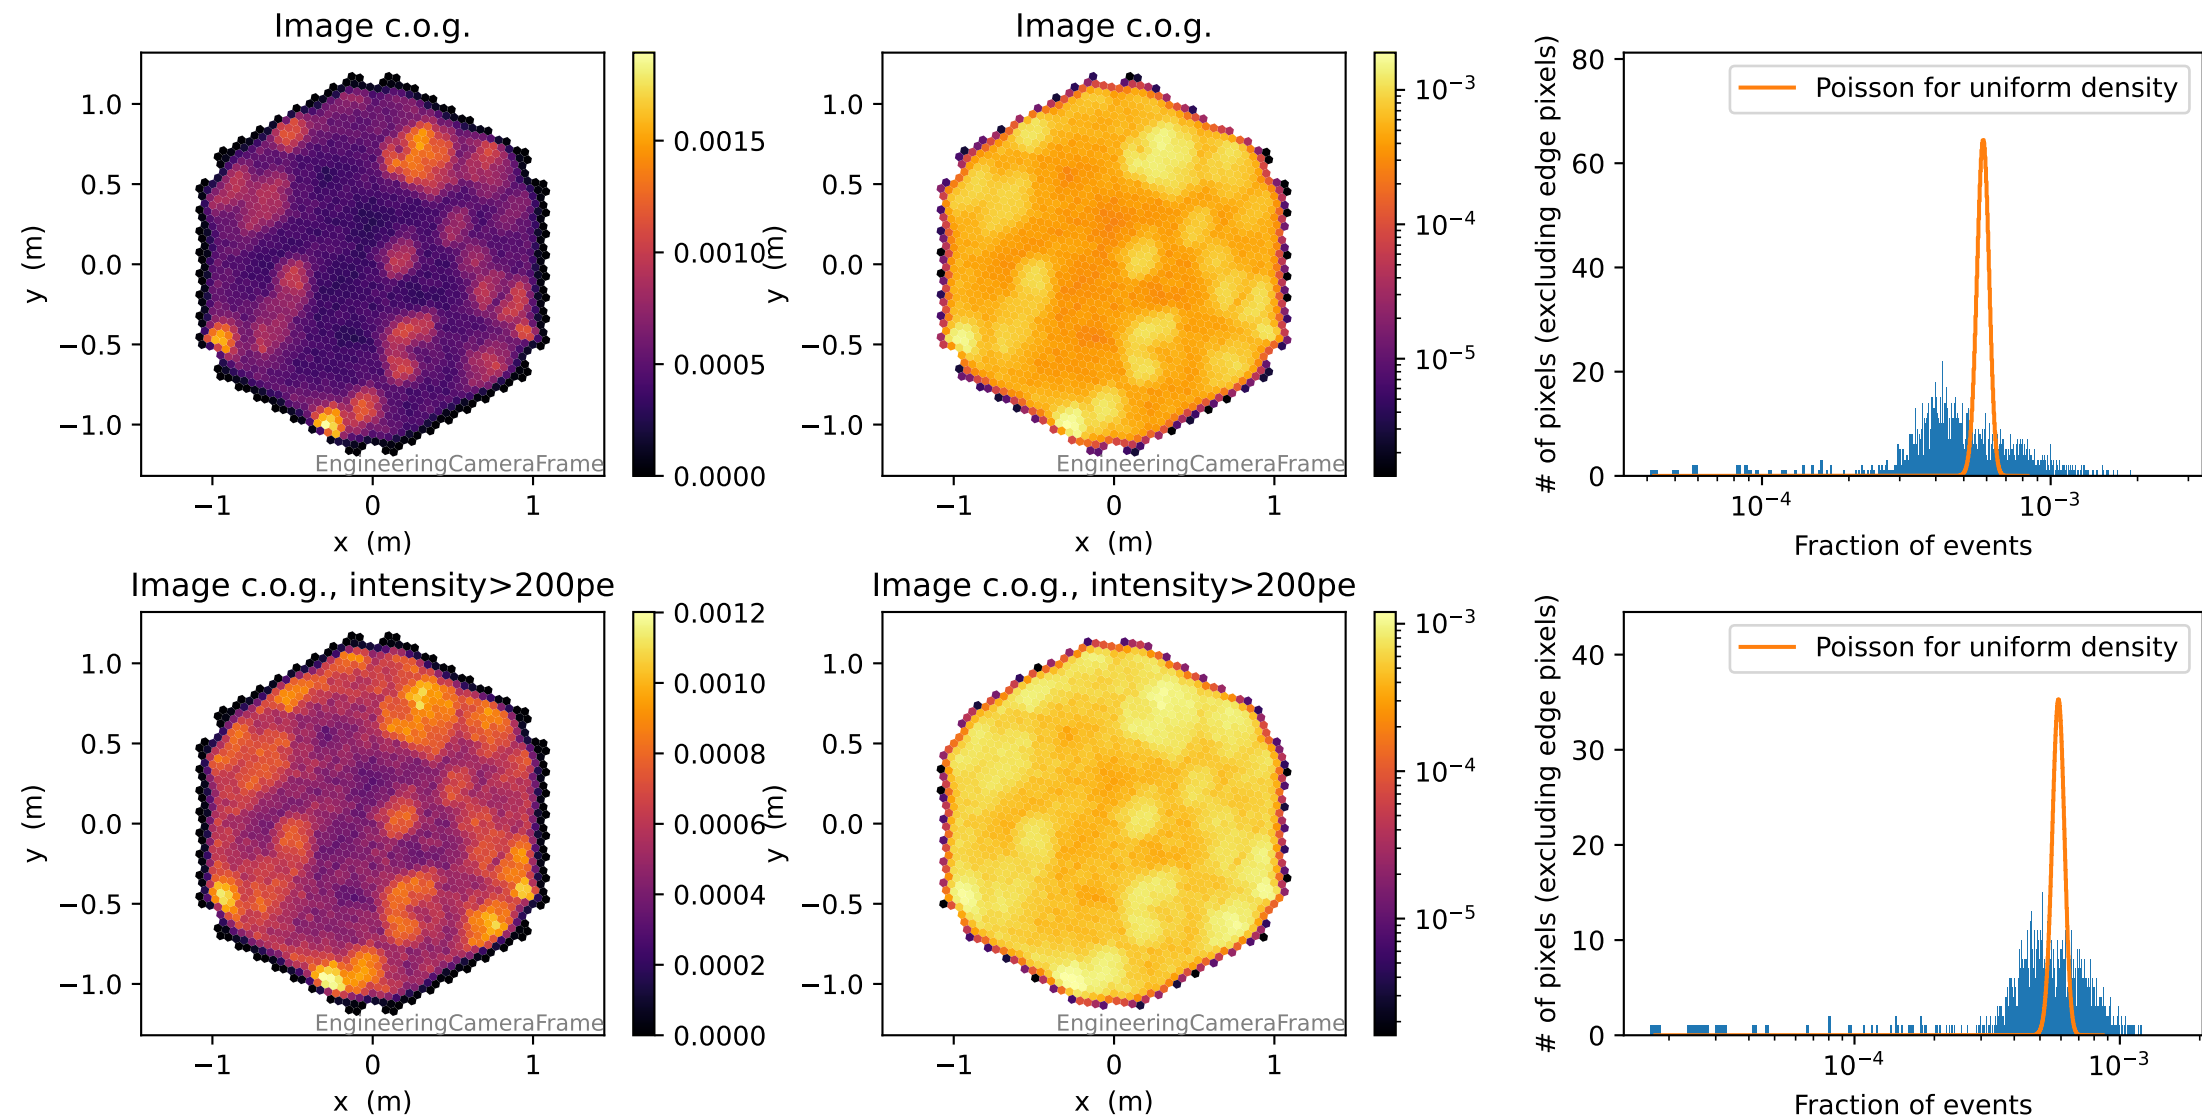 Image c.o.g.
y (m)
1.0
0.5
0.0
−0.5
−1.0
−1
0
1
x (m)
EngineeringCameraFrame
0.0015
0.0010
0.0005
0.0000
Image c.o.g.
y (m)
1.0
0.5
0.0
−0.5
−1.0
−1
0
1
x (m)
EngineeringCameraFrame
10−3
10−4
10−5
# of pixels (excluding edge pixels)
80
60
40
20
0
Poisson for uniform density
10−4
10−3
Fraction of events
Image c.o.g., intensity>200pe
y (m)
1.0
0.5
0.0
−0.5
−1.0
−1
0
1
x (m)
EngineeringCameraFrame
0.0012
0.0010
0.0008
0.0006
0.0004
0.0002
0.0000
Image c.o.g., intensity>200pe
y (m)
1.0
0.5
0.0
−0.5
−1.0
−1
0
1
x (m)
EngineeringCameraFrame
10−3
10−4
10−5
# of pixels (excluding edge pixels)
40
30
20
10
0
Poisson for uniform density
10−4
10−3
Fraction of events